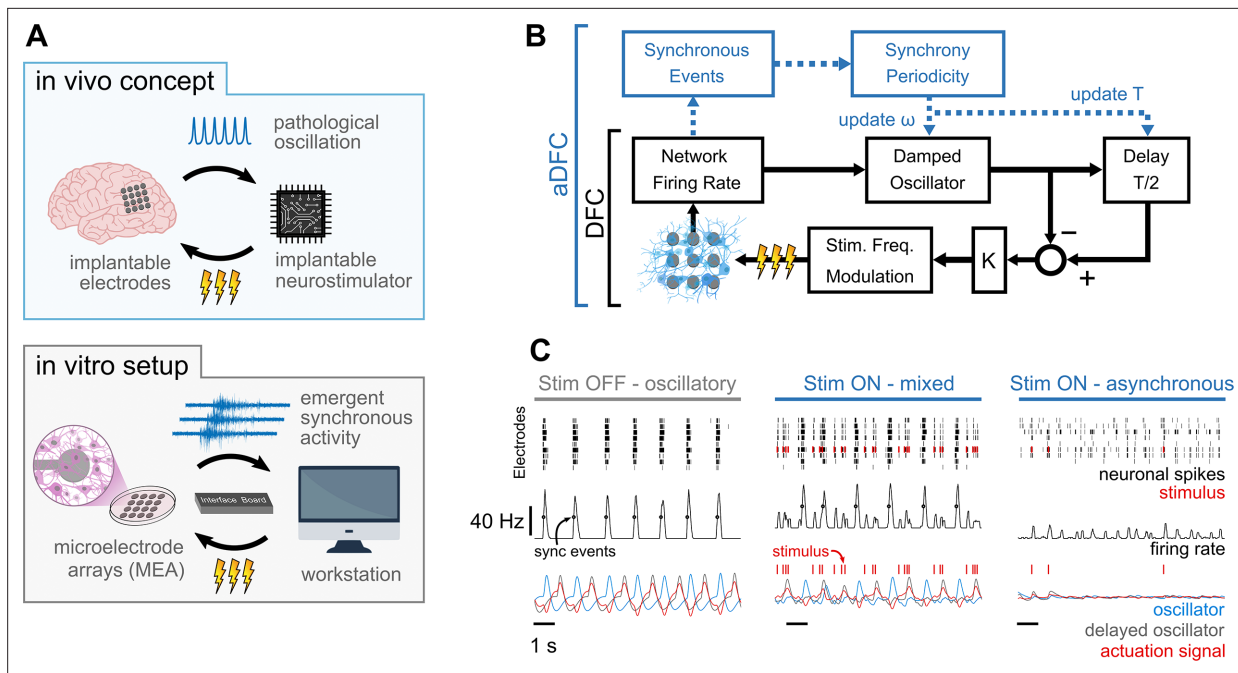 A
in vivo concept
pathological
oscillation
implantable
electrodes
implantable
neurostimulator
in vitro setup
emergent
synchronous
activity
Interface Board
microelectrode
arrays (MEA)
workstation
B
aDFC
DFC
Synchronous
Events
Synchrony
Periodicity
update T
update ω
Network
Firing Rate
Damped
Oscillator
Delay
T/2
Stim. Freq.
Modulation
K
−
+
C
Stim OFF - oscillatory
Stim ON - mixed
Stim ON - asynchronous
Electrodes
neuronal spikes
stimulus
40 Hz
sync events
stimulus
firing rate
1 s
oscillator
delayed oscillator
actuation signal